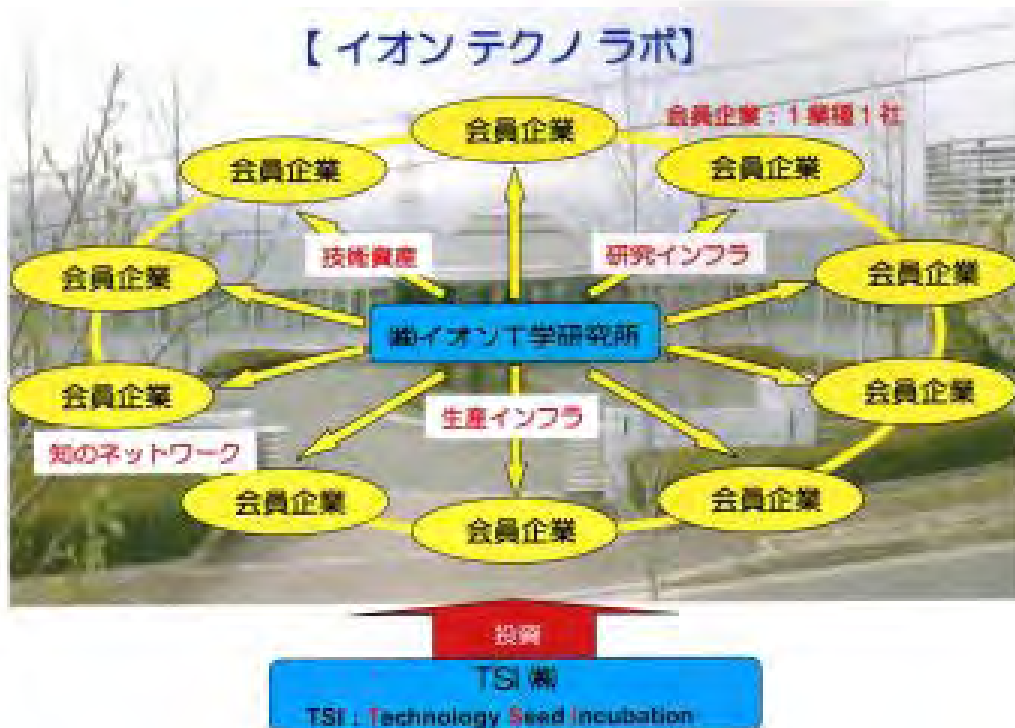 【 イオン テクノ ラボ】
会員企業
会員企業：１業種１社
会員企業
会員企業
技術資産
研究インフラ
会員企業
会員企業
㈱イオン工学研究所
会員企業
会員企業
生産インフラ
知のネットワーク
会員企業
会員企業
会員企業
投資
TSI ㈱
TSI : Technology Seed Incubation